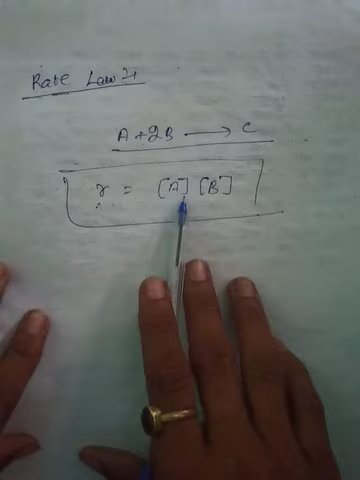 Rate Law :-
A + 2B ⟶ C
r = [A] [B]